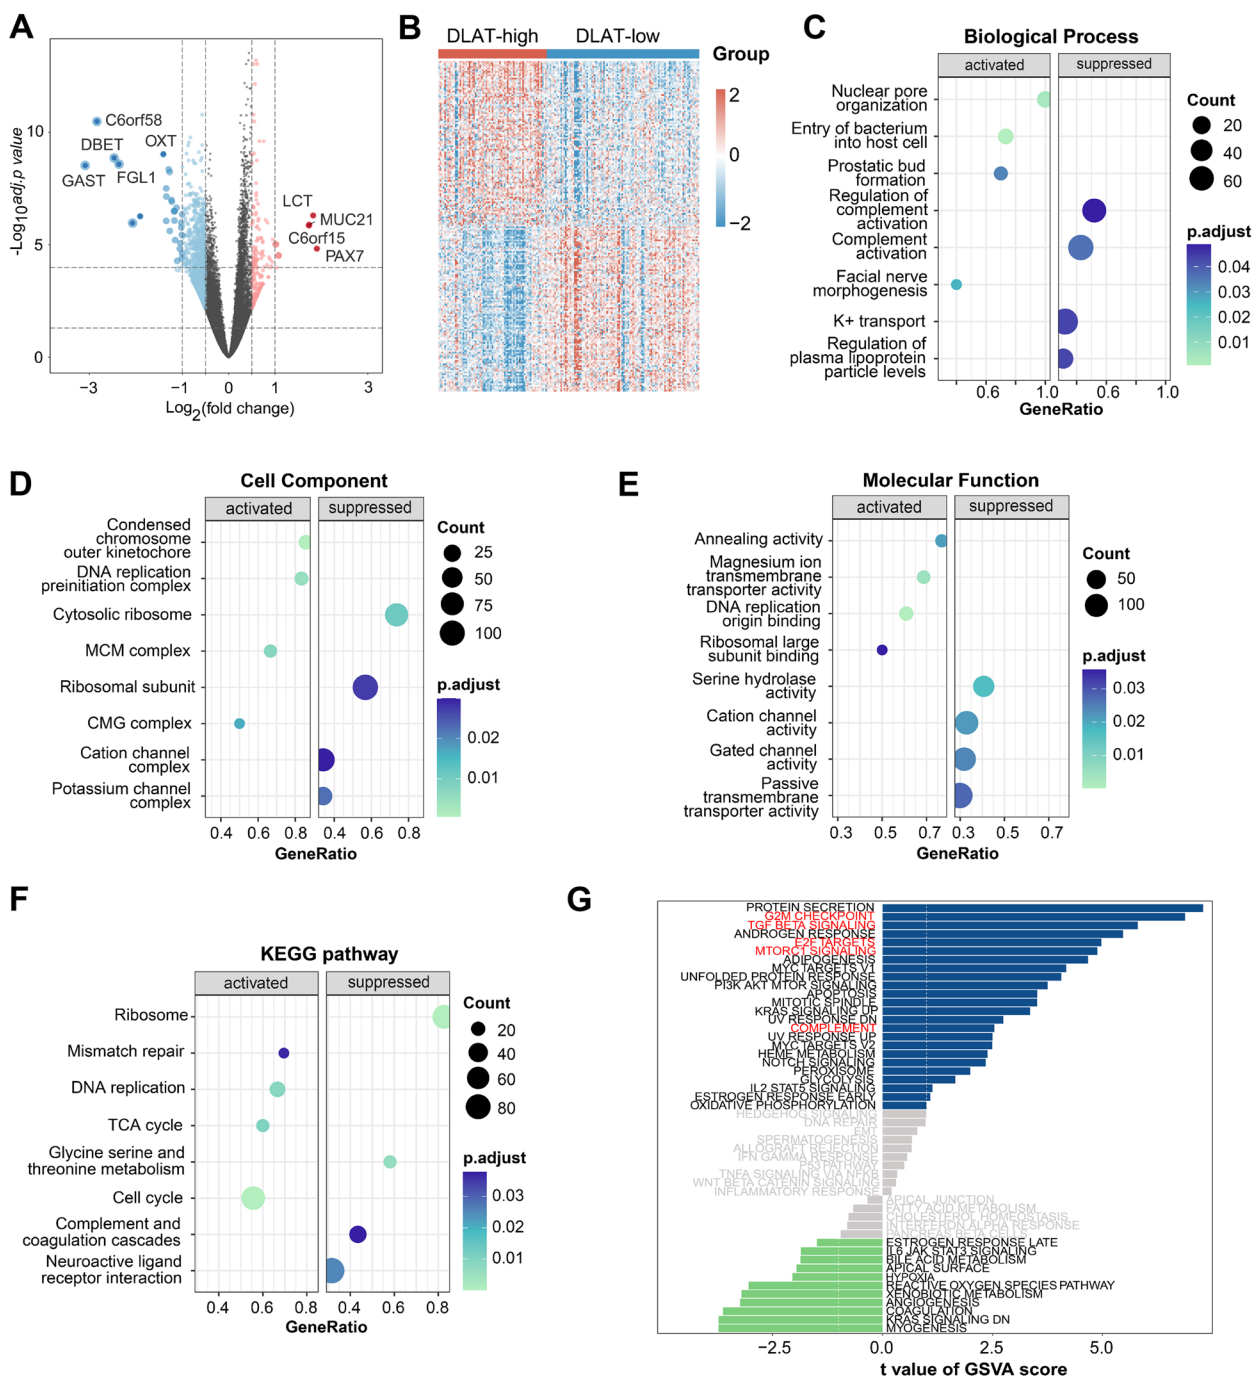 A
-Log10adj.p value
10
5
0
C6orf58
DBET
OXT
GAST
FGL1
LCT
MUC21
C6orf15
PAX7
−3
−1
0
1
3
Log2(fold change)
B
DLAT-high
DLAT-low
Group
2
0
−2
C
Biological Process
activated
suppressed
Nuclear pore
organization
Entry of bacterium
into host cell
Prostatic bud
formation
Regulation of
complement
activation
Complement
activation
Facial nerve
morphogenesis
K+ transport
Regulation of
plasma lipoprotein
particle levels
0.6
1.0
0.6
1.0
GeneRatio
Count
20
40
60
p.adjust
0.04
0.03
0.02
0.01
D
Cell Component
activated
suppressed
Condensed
chromosome
outer kinetochore
DNA replication
preinitiation complex
Cytosolic ribosome
MCM complex
Ribosomal subunit
CMG complex
Cation channel
complex
Potassium channel
complex
0.4
0.6
0.8
0.4
0.6
0.8
GeneRatio
Count
25
50
75
100
p.adjust
0.02
0.01
E
Molecular Function
activated
suppressed
Annealing activity
Magnesium ion
transmembrane
transporter activity
DNA replication
origin binding
Ribosomal large
subunit binding
Serine hydrolase
activity
Cation channel
activity
Gated channel
activity
Passive
transmembrane
transporter activity
0.3
0.5
0.7
0.3
0.5
0.7
GeneRatio
Count
50
100
p.adjust
0.03
0.02
0.01
F
KEGG pathway
activated
suppressed
Ribosome
Mismatch repair
DNA replication
TCA cycle
Glycine serine and
threonine metabolism
Cell cycle
Complement and
coagulation cascades
Neuroactive ligand
receptor interaction
0.4
0.6
0.8
0.4
0.6
0.8
GeneRatio
Count
20
40
60
80
p.adjust
0.03
0.02
0.01
G
PROTEIN SECRETION
G2M CHECKPOINT
TGF BETA SIGNALING
ANDROGEN RESPONSE
E2F TARGETS
MTORC1 SIGNALING
ADIPOGENESIS
MYC TARGETS V1
UNFOLDED PROTEIN RESPONSE
PI3K AKT MTOR SIGNALING
APOPTOSIS
MITOTIC SPINDLE
KRAS SIGNALING UP
UV RESPONSE DN
COMPLEMENT
UV RESPONSE UP
MYC TARGETS V2
HEME METABOLISM
NOTCH SIGNALING
PEROXISOME
GLYCOLYSIS
IL2 STAT5 SIGNALING
ESTROGEN RESPONSE EARLY
OXIDATIVE PHOSPHORYLATION
HEDGEHOG SIGNALING
DNA REPAIR
EMT
SPERMATOGENESIS
ALLOGRAFT REJECTION
IFN GAMMA RESPONSE
P53 PATHWAY
TNFA SIGNALING VIA NFKB
WNT BETA CATENIN SIGNALING
INFLAMMATORY RESPONSE
APICAL JUNCTION
FATTY ACID METABOLISM
CHOLESTEROL HOMEOSTASIS
INTERFERON ALPHA RESPONSE
PANCREAS BETA CELLS
ESTROGEN RESPONSE LATE
IL6 JAK STAT3 SIGNALING
BILE ACID METABOLISM
APICAL SURFACE
HYPOXIA
REACTIVE OXYGEN SPECIES PATHWAY
XENOBIOTIC METABOLISM
ANGIOGENESIS
COAGULATION
KRAS SIGNALING DN
MYOGENESIS
−2.5
0.0
2.5
5.0
t value of GSVA score